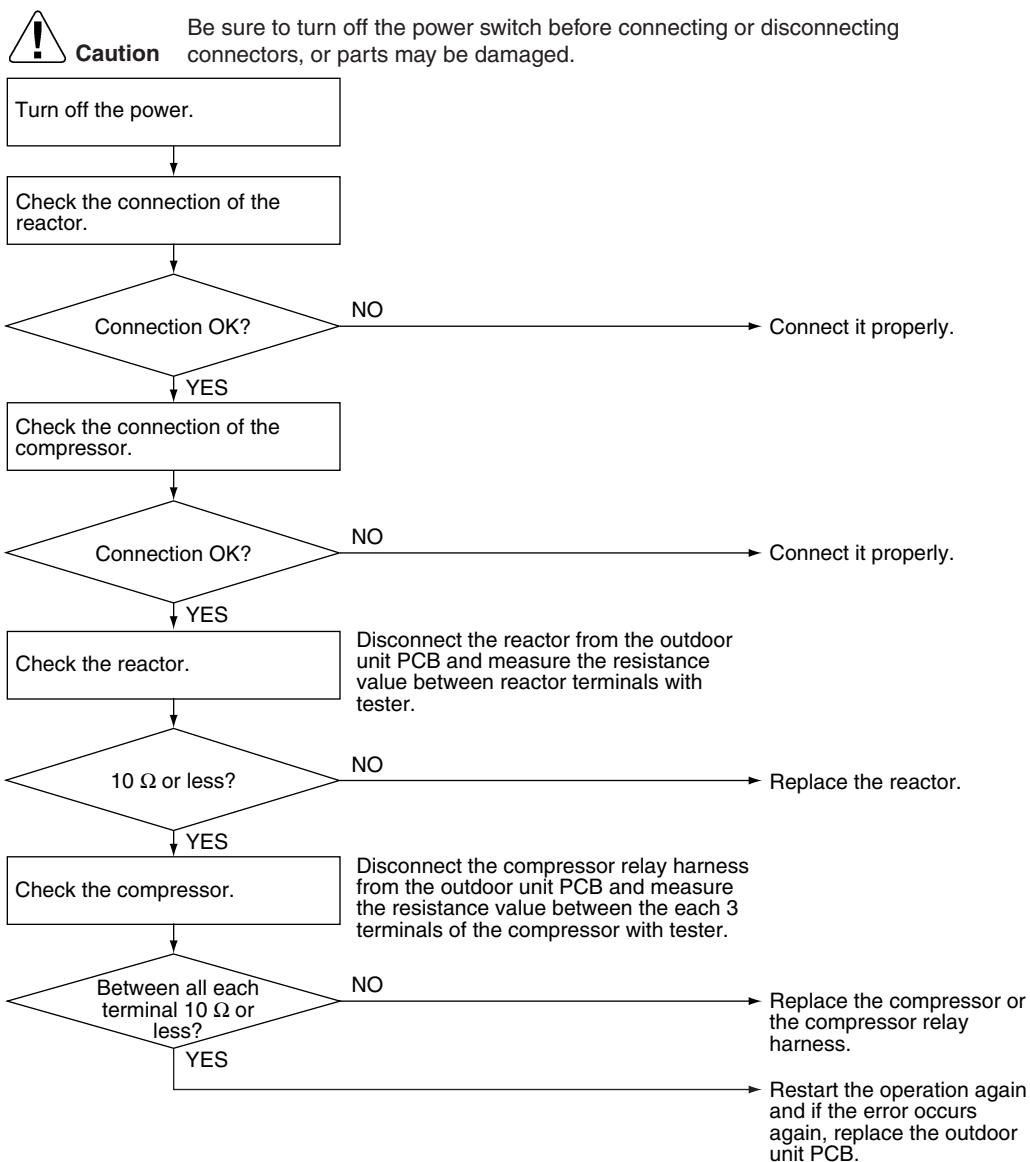 Caution
Be sure to turn off the power switch before connecting or disconnecting
connectors, or parts may be damaged.
Turn off the power.
Check the connection of the
reactor.
Connection OK?
NO
Connect it properly.
YES
Check the connection of the
compressor.
Connection OK?
NO
Connect it properly.
YES
Check the reactor.
Disconnect the reactor from the outdoor
unit PCB and measure the resistance
value between reactor terminals with
tester.
10 Ω or less?
NO
Replace the reactor.
YES
Check the compressor.
Disconnect the compressor relay harness
from the outdoor unit PCB and measure
the resistance value between the each 3
terminals of the compressor with tester.
Between all each
terminal 10 Ω or
less?
NO
Replace the compressor or
the compressor relay
harness.
YES
Restart the operation again
and if the error occurs
again, replace the outdoor
unit PCB.